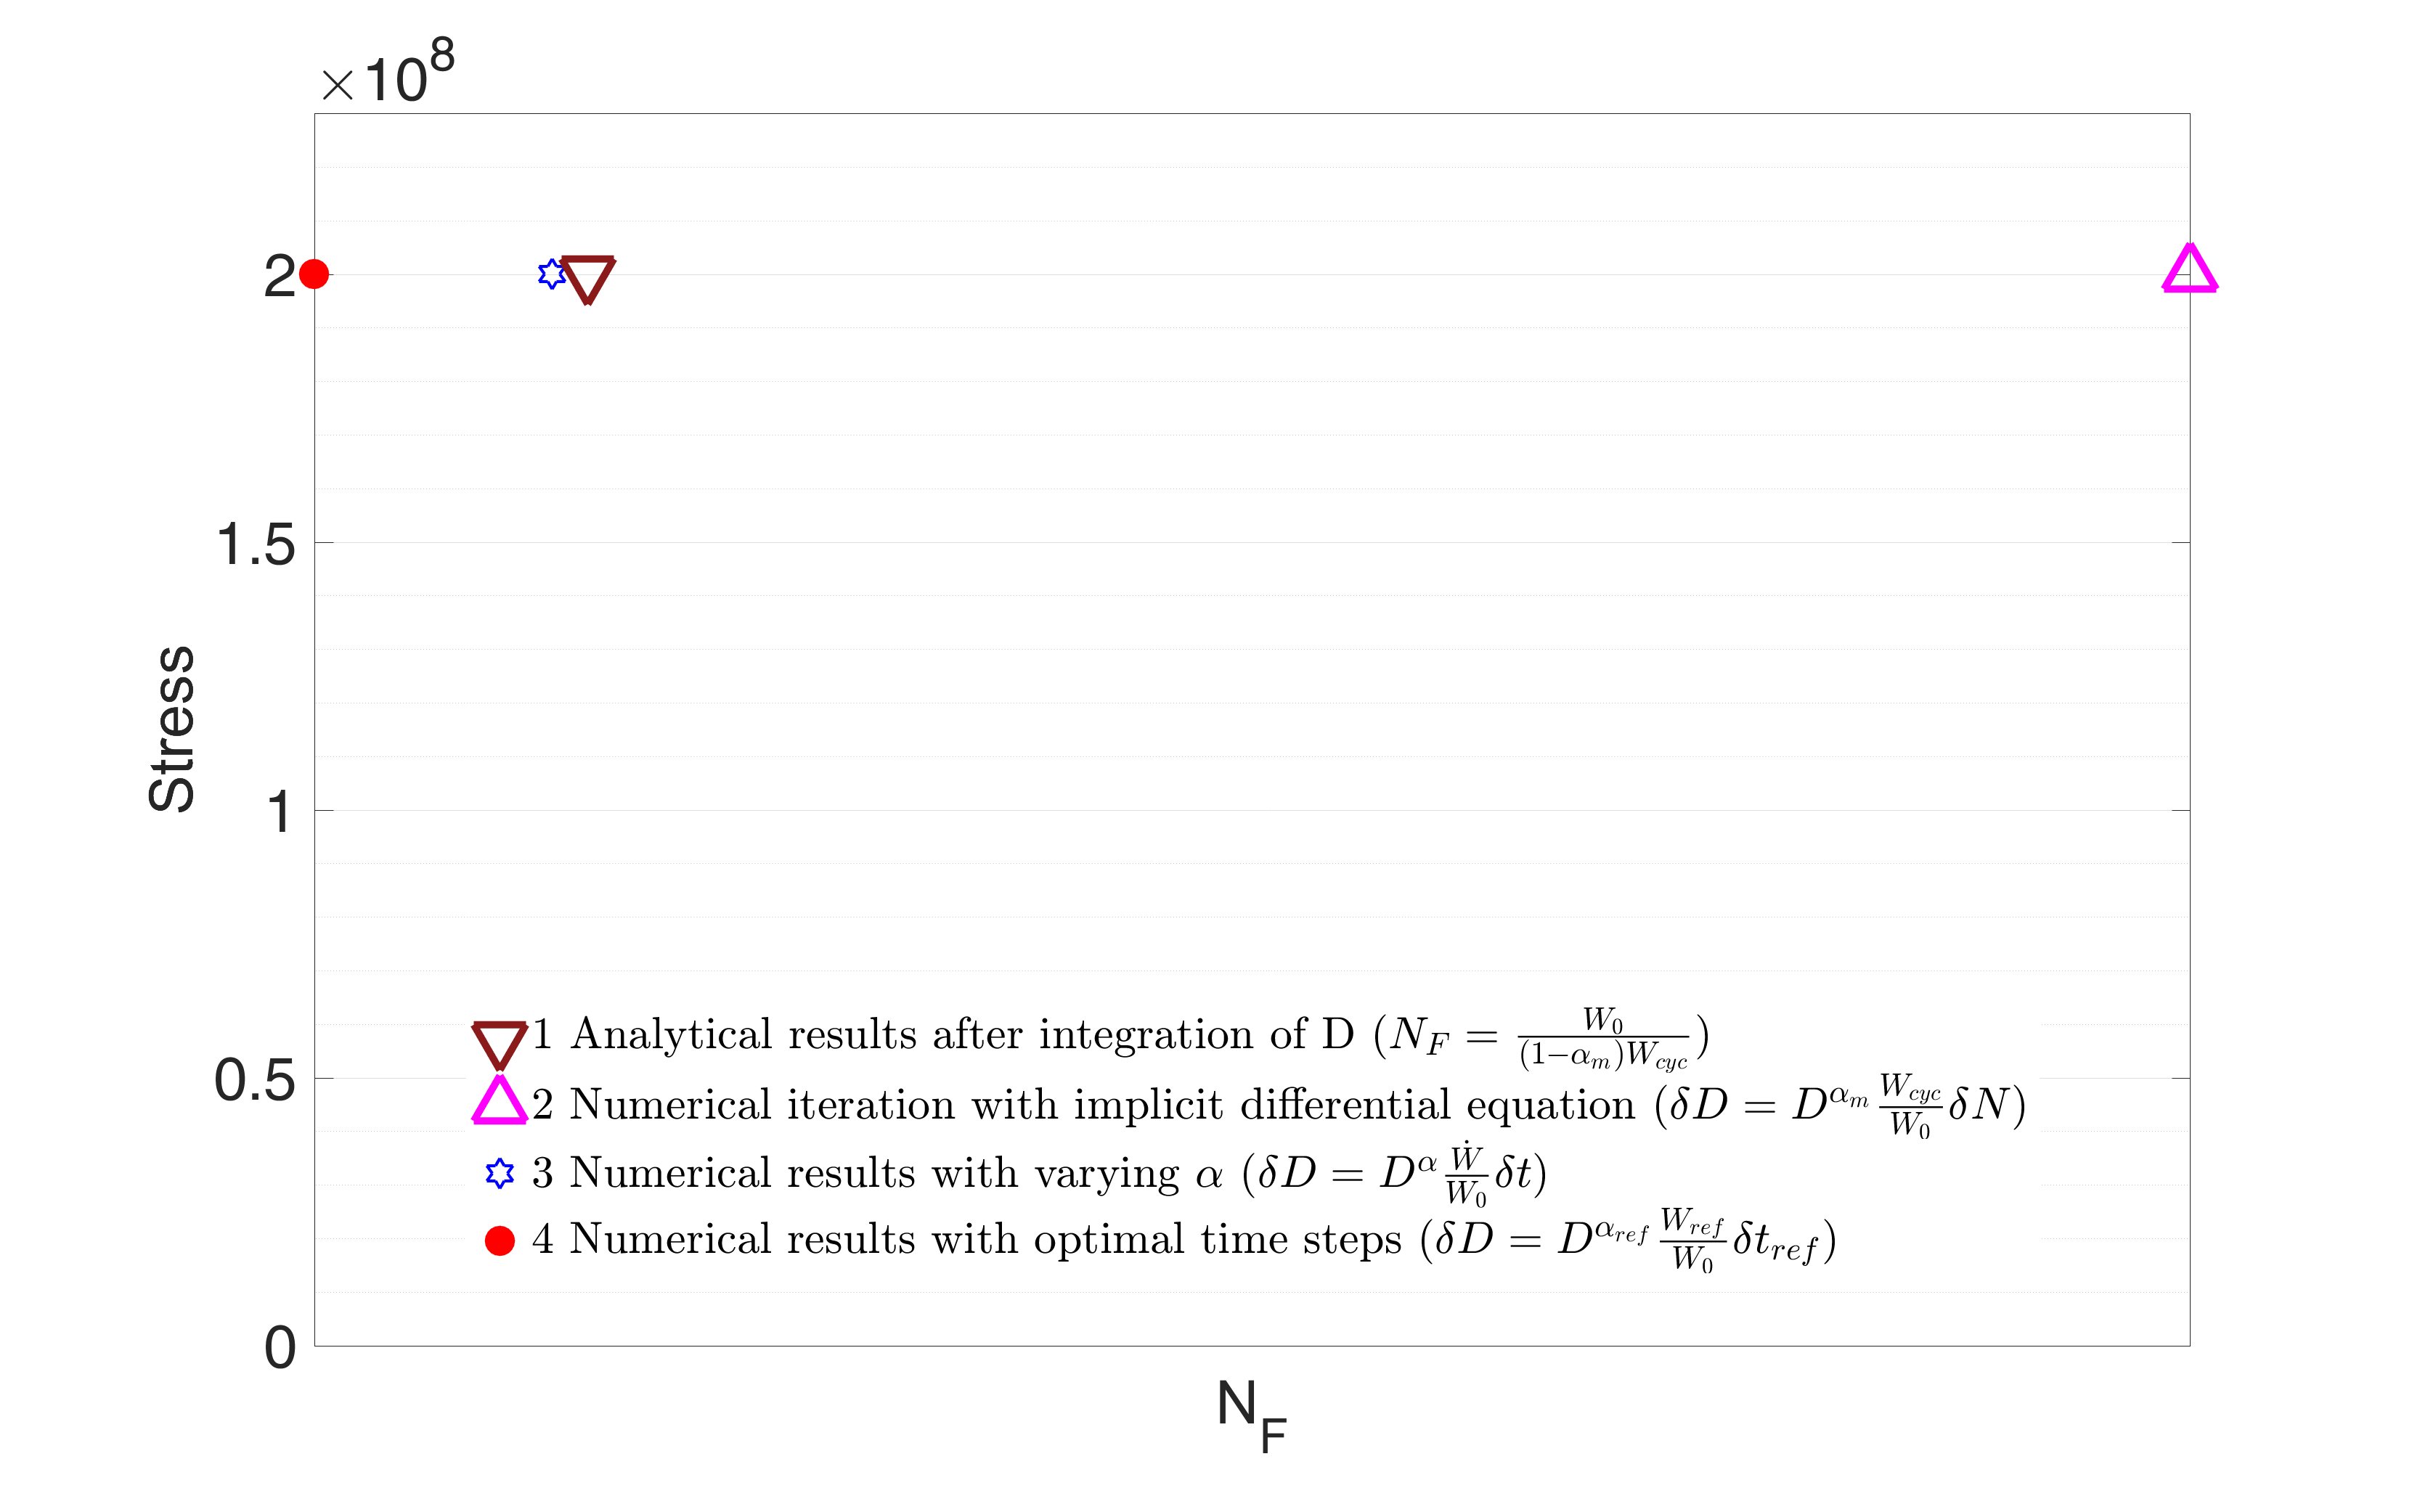 ×10^8
2
1.5
1
0.5
0
Stress
1 Analytical results after integration of D ($N_F = \frac{W_0}{(1-\alpha_m)W_{cyc}}$)
2 Numerical iteration with implicit differential equation ($\delta D = D^{\alpha_m} \frac{W_{cyc}}{W_0} \delta N$)
3 Numerical results with varying $\alpha$ ($\delta D = D^{\alpha} \frac{\dot{W}}{W_0} \delta t$)
4 Numerical results with optimal time steps ($\delta D = D^{\alpha_{ref}} \frac{W_{ref}}{W_0} \delta t_{ref}$)
N_F